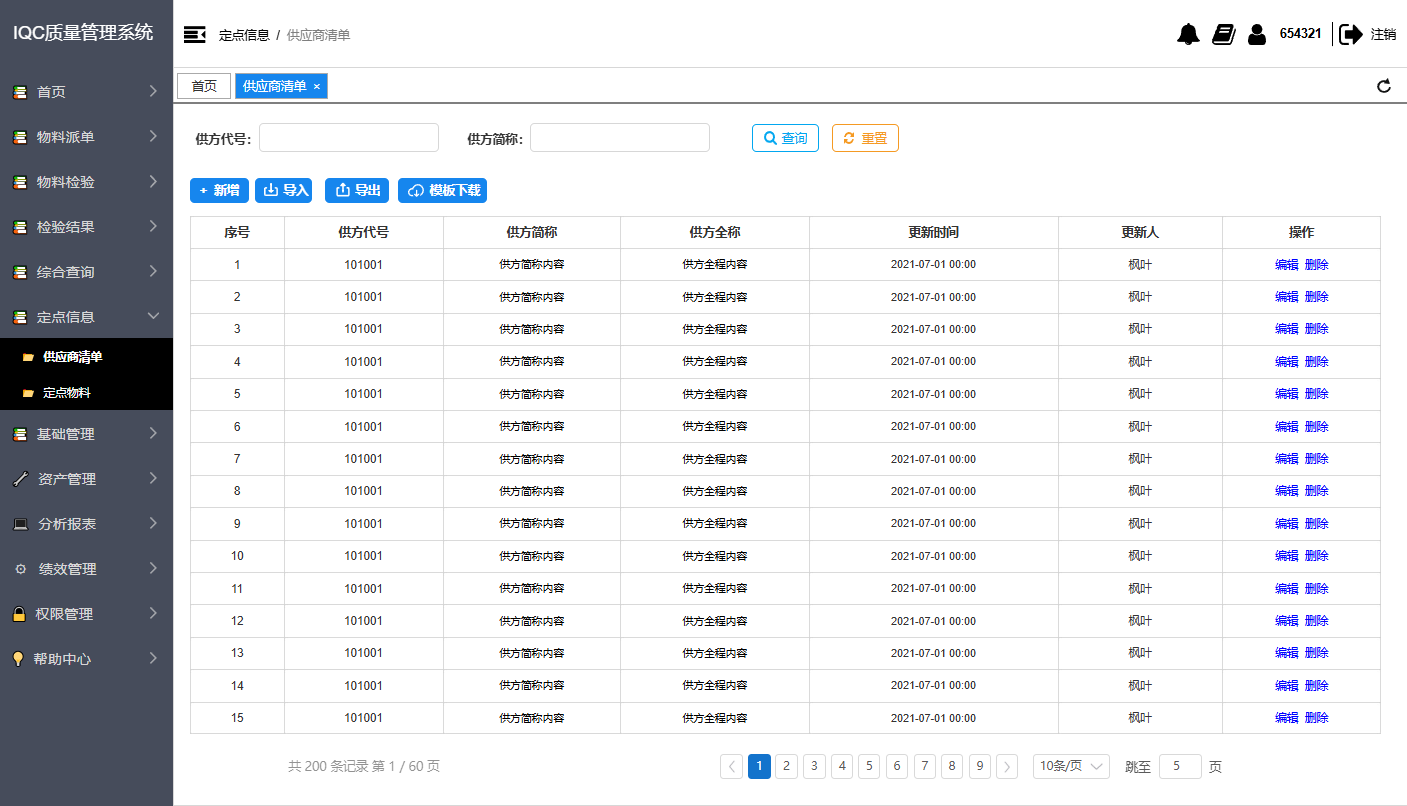 IQC质量管理系统
定点信息 / 供应商清单
654321
注销
首页
供应商清单 ×
首页
物料派单
物料检验
检验结果
综合查询
定点信息
供应商清单
定点物料
基础管理
资产管理
分析报表
绩效管理
权限管理
帮助中心
供方代号:
供方简称:
查询
重置
+ 新增
导入
导出
模板下载
序号 供方代号 供方简称 供方全称 更新时间 更新人 操作
1 101001 供方简称内容 供方全程内容 2021-07-01 00:00 枫叶 编辑 删除
2 101001 供方简称内容 供方全程内容 2021-07-01 00:00 枫叶 编辑 删除
3 101001 供方简称内容 供方全程内容 2021-07-01 00:00 枫叶 编辑 删除
4 101001 供方简称内容 供方全程内容 2021-07-01 00:00 枫叶 编辑 删除
5 101001 供方简称内容 供方全程内容 2021-07-01 00:00 枫叶 编辑 删除
6 101001 供方简称内容 供方全程内容 2021-07-01 00:00 枫叶 编辑 删除
7 101001 供方简称内容 供方全程内容 2021-07-01 00:00 枫叶 编辑 删除
8 101001 供方简称内容 供方全程内容 2021-07-01 00:00 枫叶 编辑 删除
9 101001 供方简称内容 供方全程内容 2021-07-01 00:00 枫叶 编辑 删除
10 101001 供方简称内容 供方全程内容 2021-07-01 00:00 枫叶 编辑 删除
11 101001 供方简称内容 供方全程内容 2021-07-01 00:00 枫叶 编辑 删除
12 101001 供方简称内容 供方全程内容 2021-07-01 00:00 枫叶 编辑 删除
13 101001 供方简称内容 供方全程内容 2021-07-01 00:00 枫叶 编辑 删除
14 101001 供方简称内容 供方全程内容 2021-07-01 00:00 枫叶 编辑 删除
15 101001 供方简称内容 供方全程内容 2021-07-01 00:00 枫叶 编辑 删除
共 200 条记录 第 1 / 60 页
1 2 3 4 5 6 7 8 9
10条/页
跳至 5 页